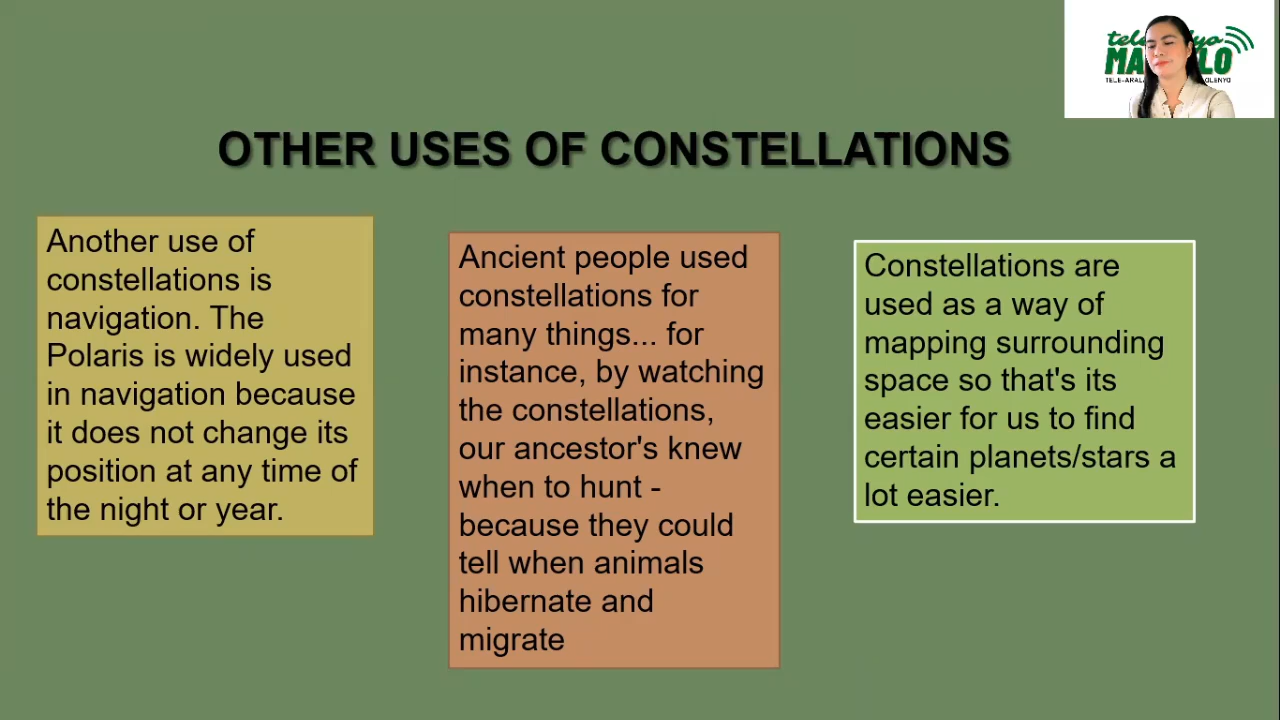 OTHER USES OF CONSTELLATIONS
Another use of
constellations is
navigation. The
Polaris is widely used
in navigation because
it does not change its
position at any time of
the night or year.
Ancient people used
constellations for
many things... for
instance, by watching
the constellations,
our ancestor's knew
when to hunt -
because they could
tell when animals
hibernate and
migrate
Constellations are
used as a way of
mapping surrounding
space so that's its
easier for us to find
certain planets/stars a
lot easier.